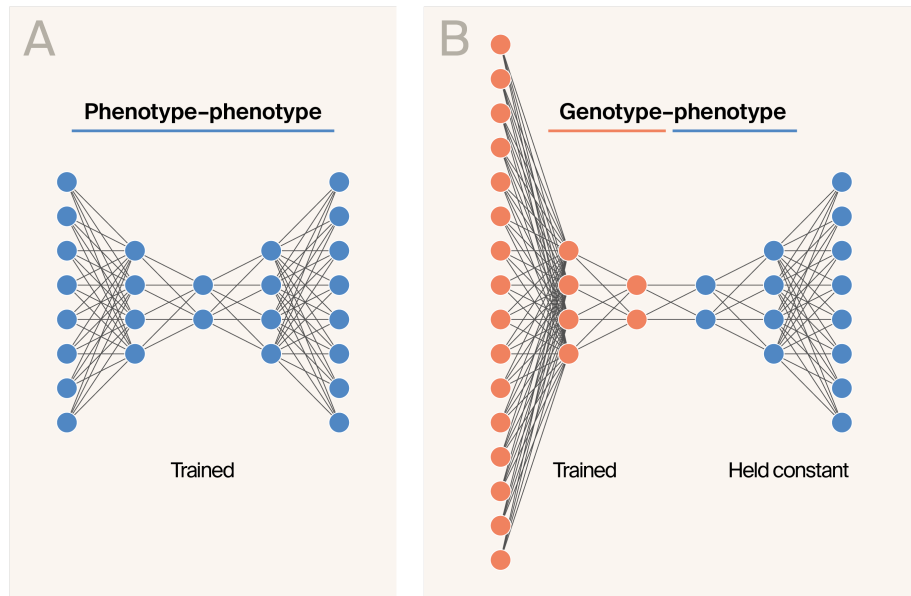 A
Phenotype–phenotype
Trained
B
Genotype–phenotype
Trained
Held constant